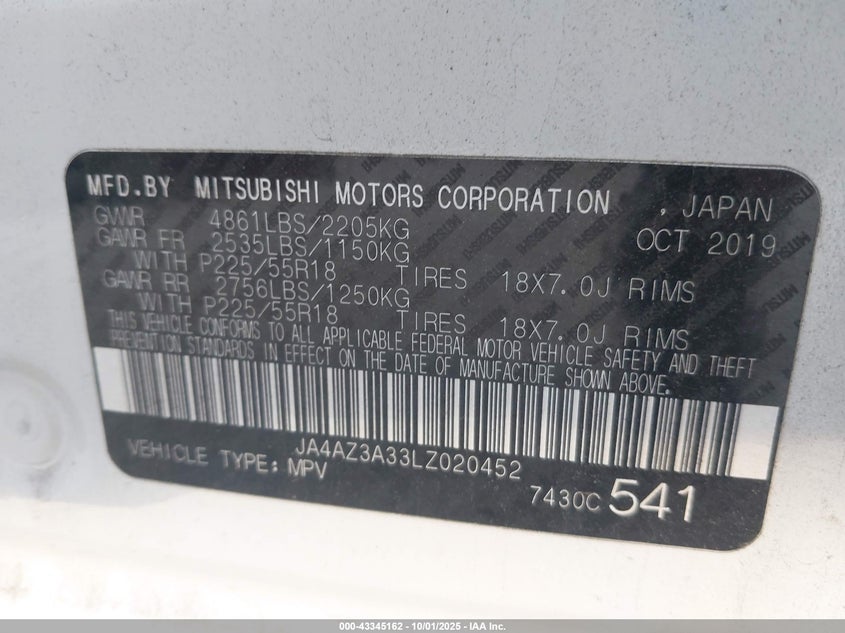 MFD.BY MITSUBISHI MOTORS CORPORATION , JAPAN
GVWR 4861LBS/2205KG OCT 2019
GAWR FR 2535LBS/1150KG
WITH P225/55R18 TIRES 18X7.0J RIMS
GAWR RR 2756LBS/1250KG
WITH P225/55R18 TIRES 18X7.0J RIMS
THIS VEHICLE CONFORMS TO ALL APPLICABLE FEDERAL MOTOR VEHICLE SAFETY AND THEFT
PREVENTION STANDARDS IN EFFECT ON THE DATE OF MANUFACTURE SHOWN ABOVE.
JA4AZ3A33LZ020452
VEHICLE TYPE: MPV
7430C 541
000-43345162 - 10/01/2025 - IAA Inc.